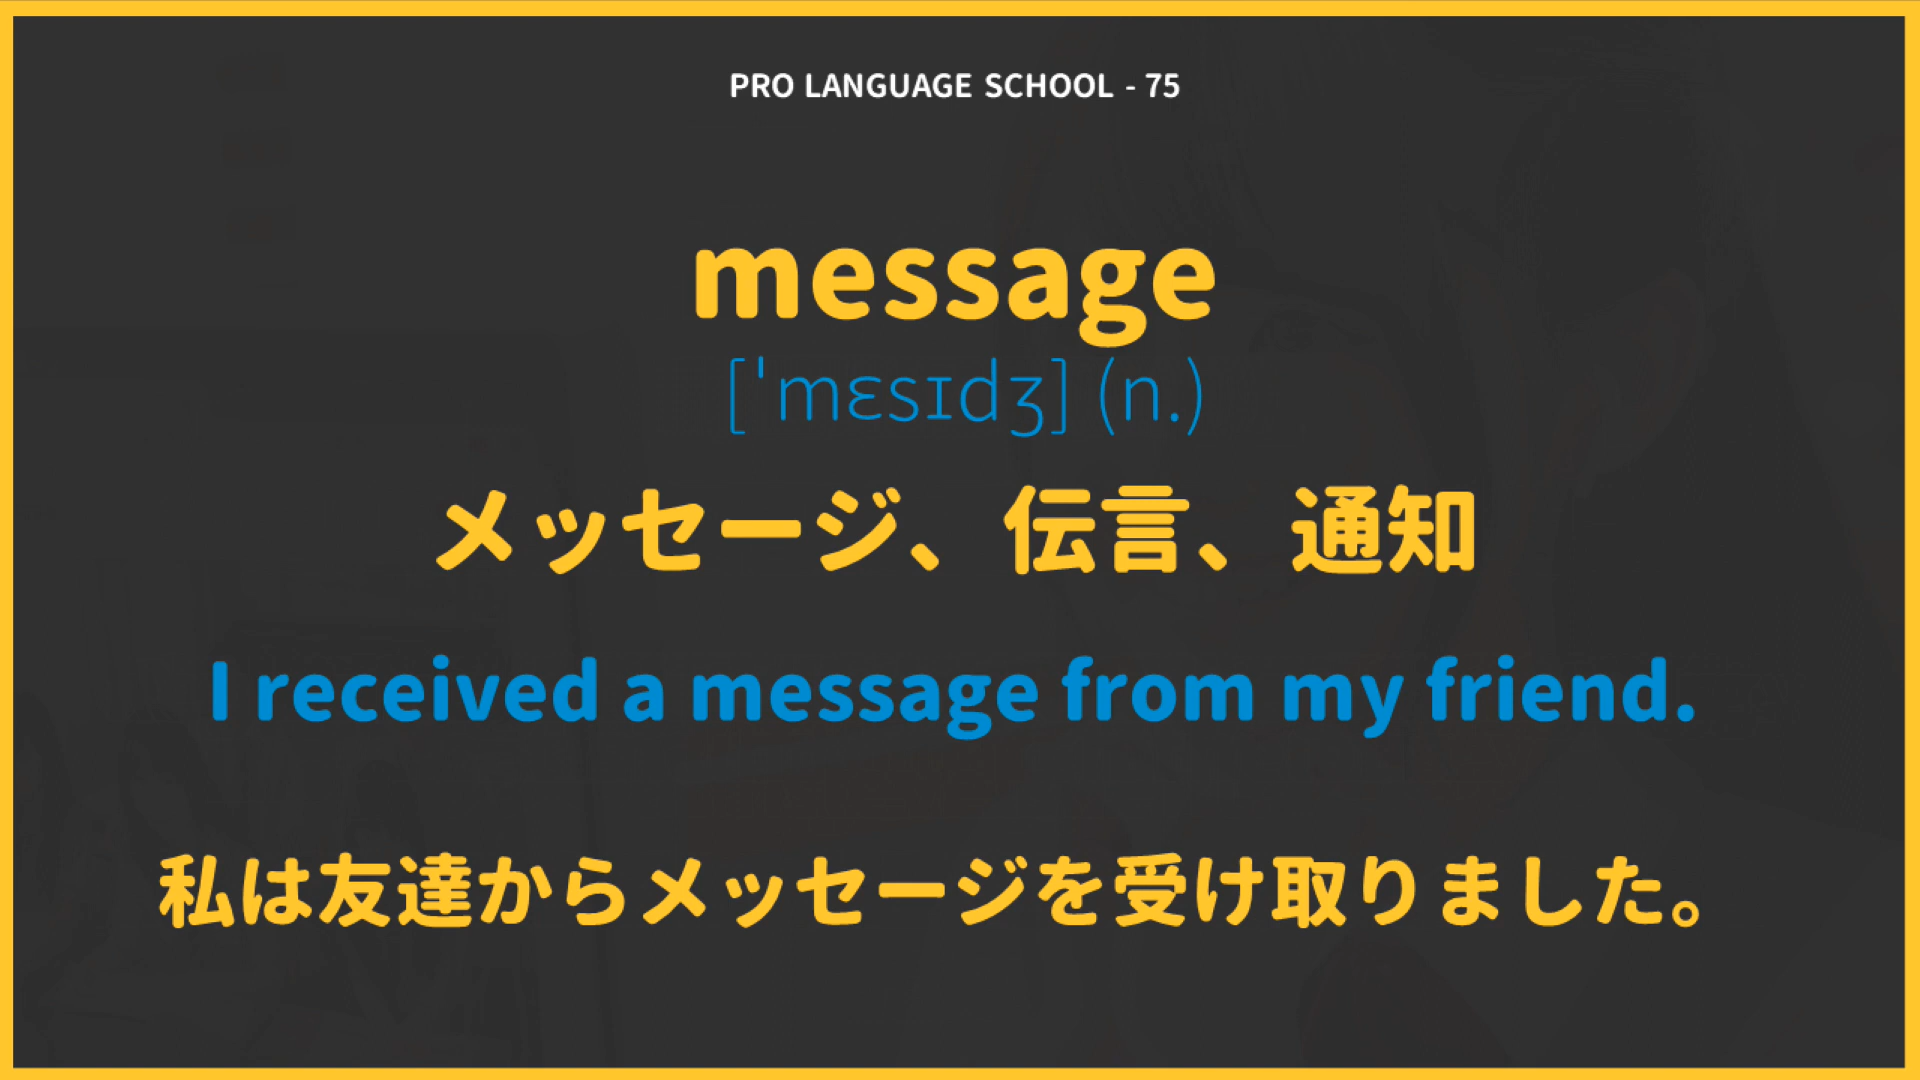 PRO LANGUAGE SCHOOL - 75
message
[ˈmɛsɪdʒ] (n.)
メッセージ、伝言、通知
I received a message from my friend.
私は友達からメッセージを受け取りました。